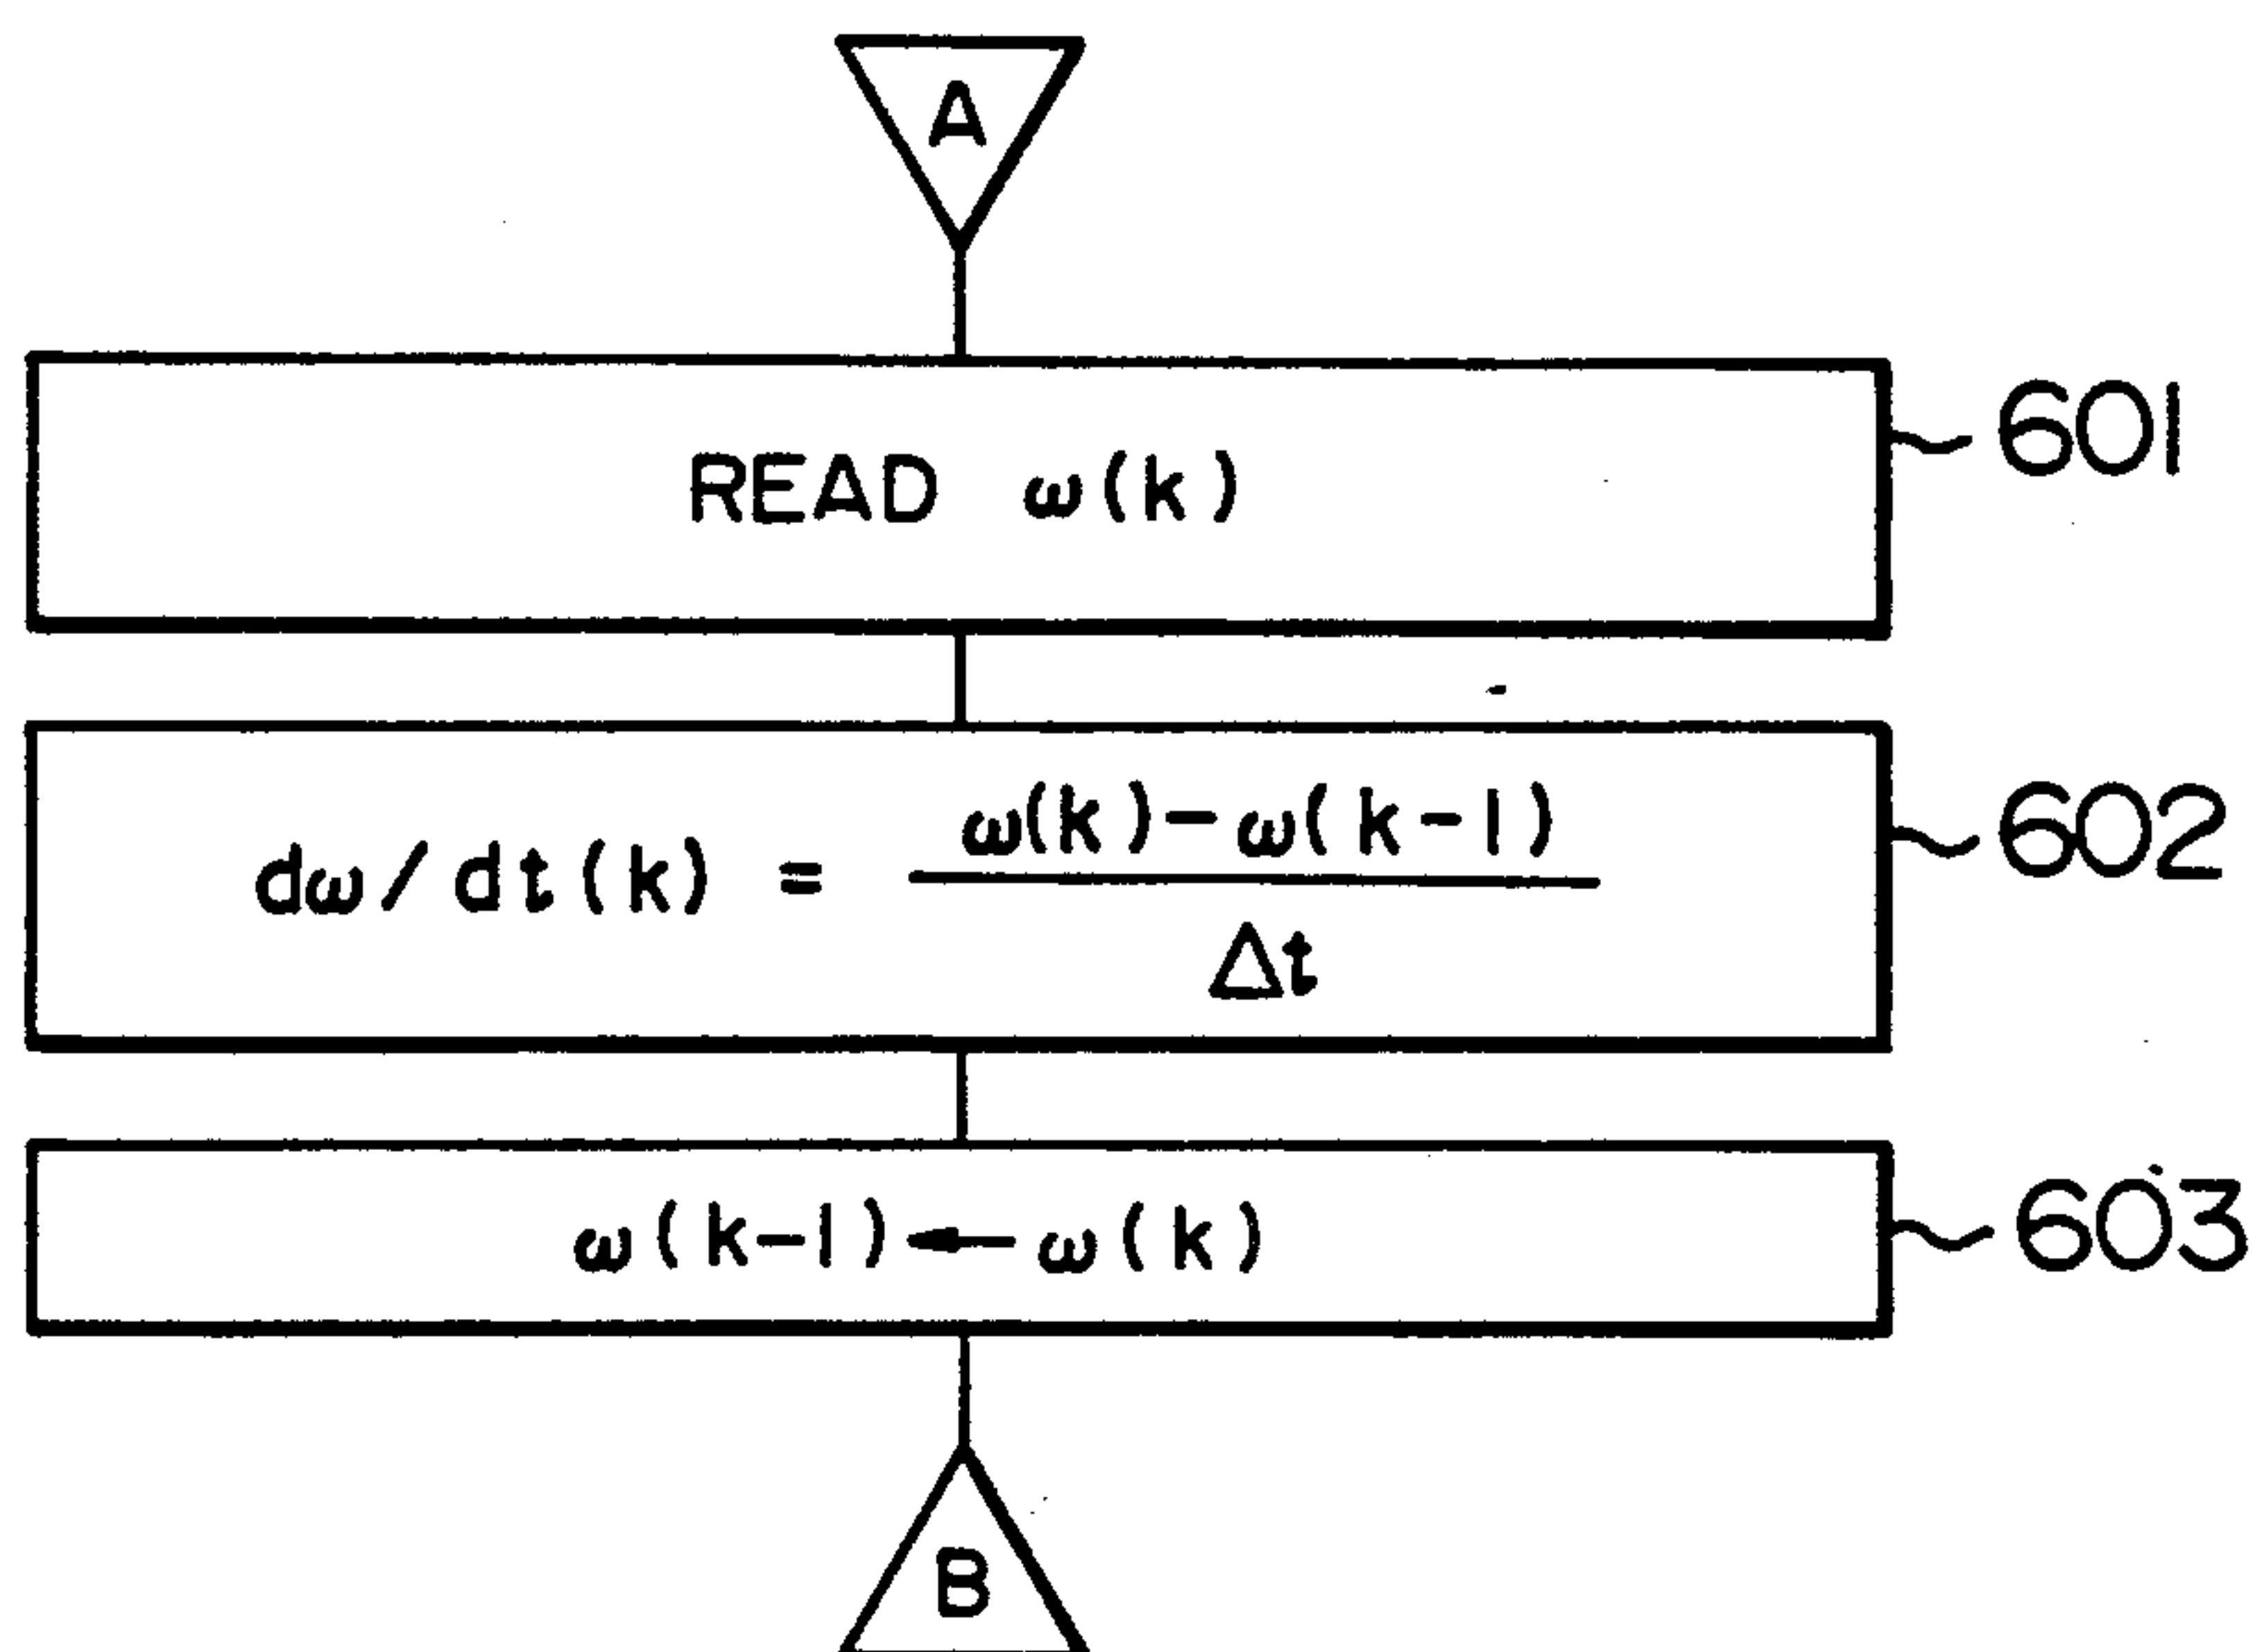 A
READ ω(k)
601
dω/dt(k) = ω(k)-ω(k-1)
Δt
602
ω(k-1)←ω(k)
603
B